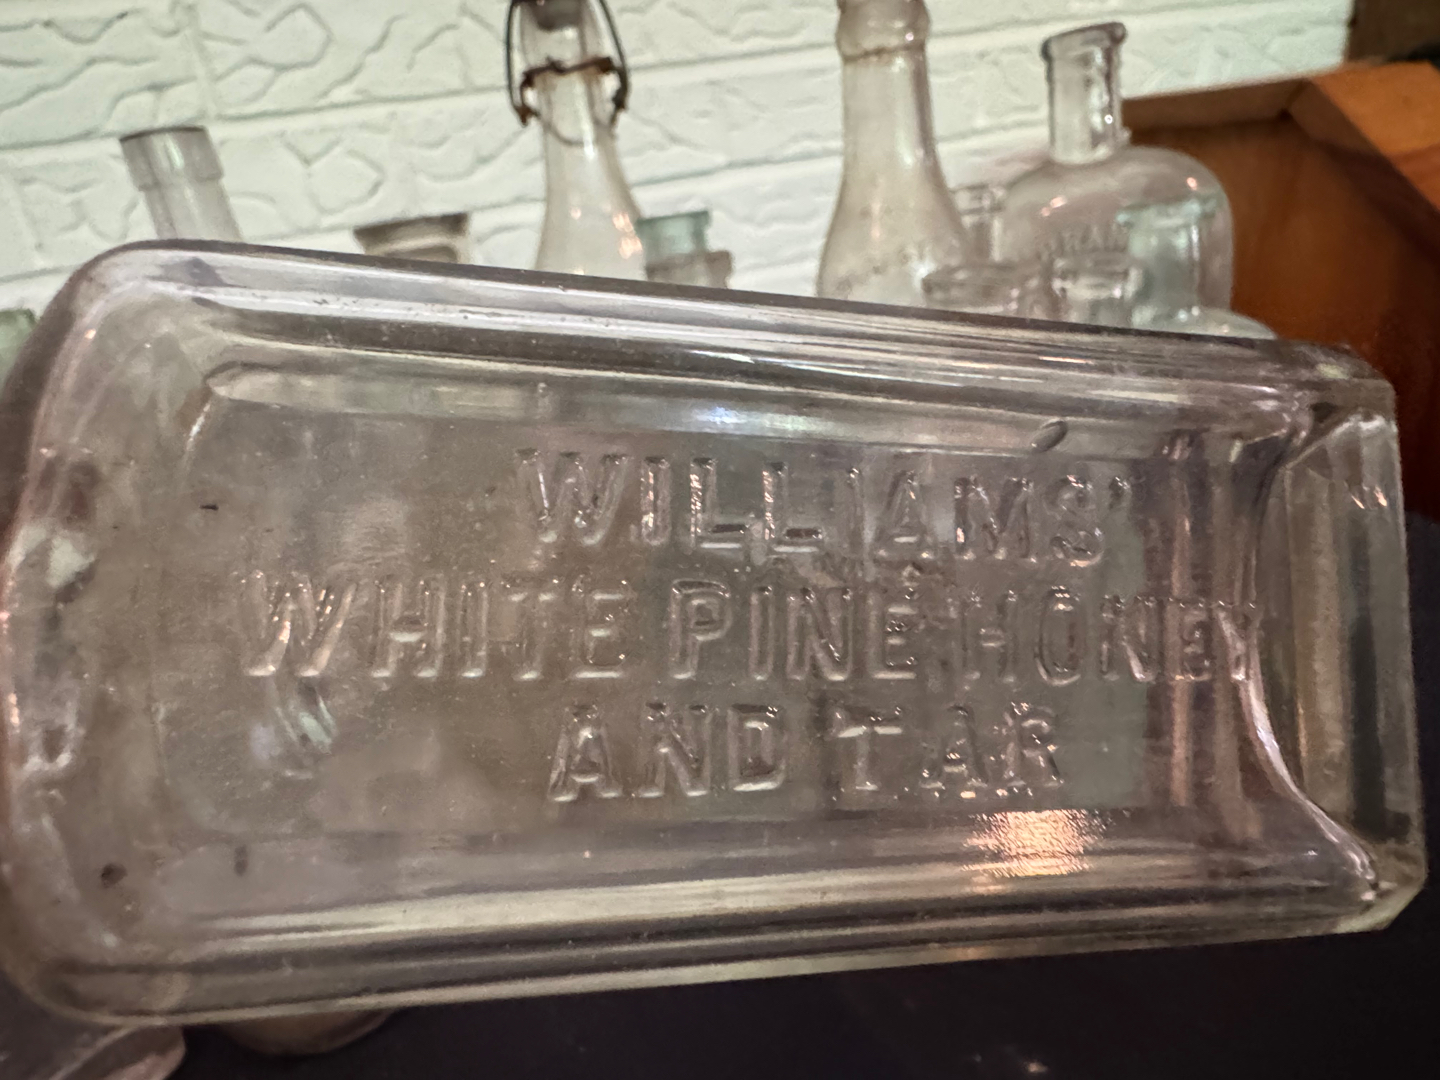 WILLIAMS'
WHITE PINE HONEY
AND TAR